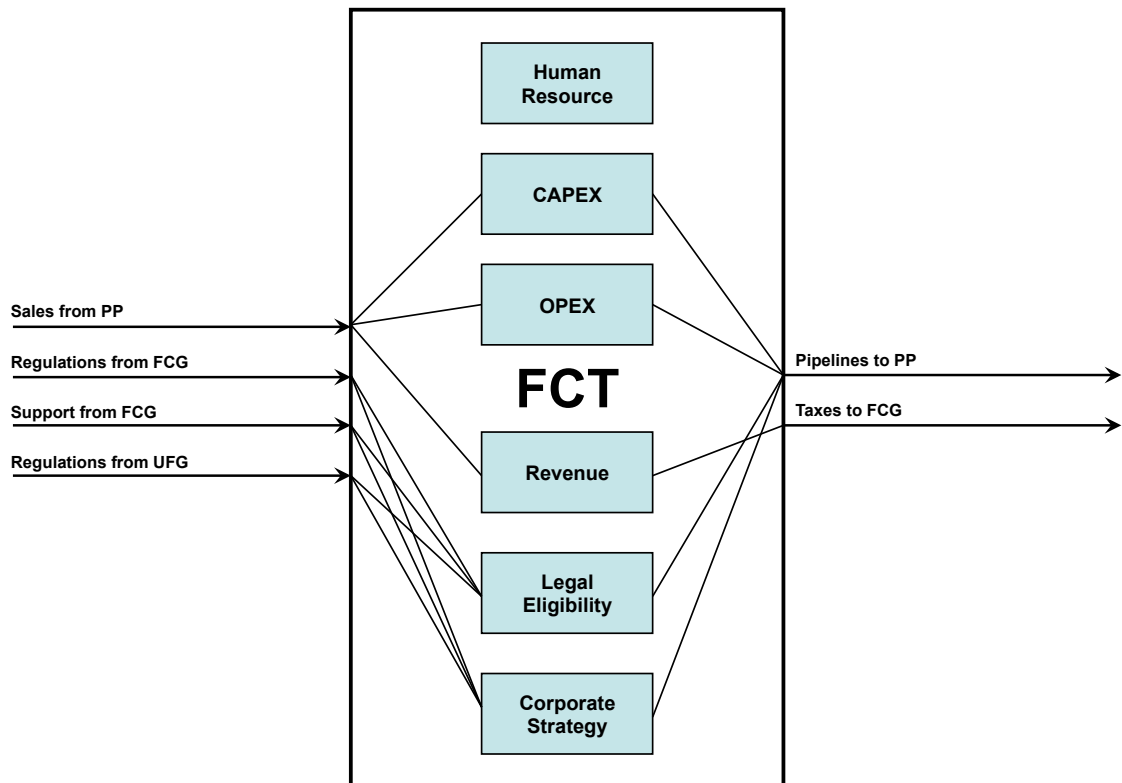 Human
Resource
CAPEX
OPEX
Sales from PP
Regulations from FCG
Support from FCG
Regulations from UFG
FCT
Pipelines to PP
Taxes to FCG
Revenue
Legal
Eligibility
Corporate
Strategy